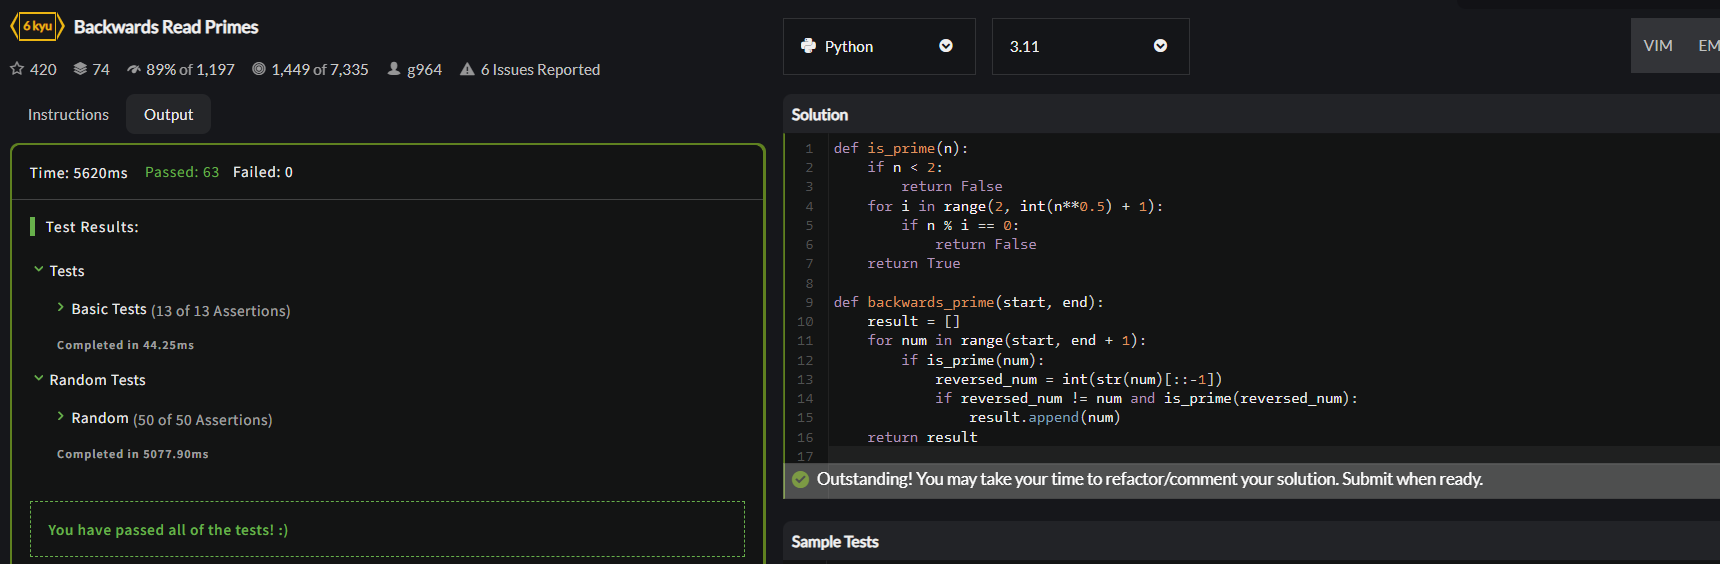 6 kyu Backwards Read Primes
420 74 89% of 1,197 1,449 of 7,335 g964 6 Issues Reported
Instructions Output
Time: 5620ms Passed: 63 Failed: 0
Test Results:
Tests
Basic Tests (13 of 13 Assertions)
Completed in 44.25ms
Random Tests
Random (50 of 50 Assertions)
Completed in 5077.90ms
You have passed all of the tests! :)
Python 3.11 VIM EM
Solution
1 def is_prime(n):
2     if n < 2:
3         return False
4     for i in range(2, int(n**0.5) + 1):
5         if n % i == 0:
6             return False
7     return True
8
9 def backwards_prime(start, end):
10     result = []
11     for num in range(start, end + 1):
12         if is_prime(num):
13             reversed_num = int(str(num)[::-1])
14             if reversed_num != num and is_prime(reversed_num):
15                 result.append(num)
16     return result
17
Outstanding! You may take your time to refactor/comment your solution. Submit when ready.
Sample Tests